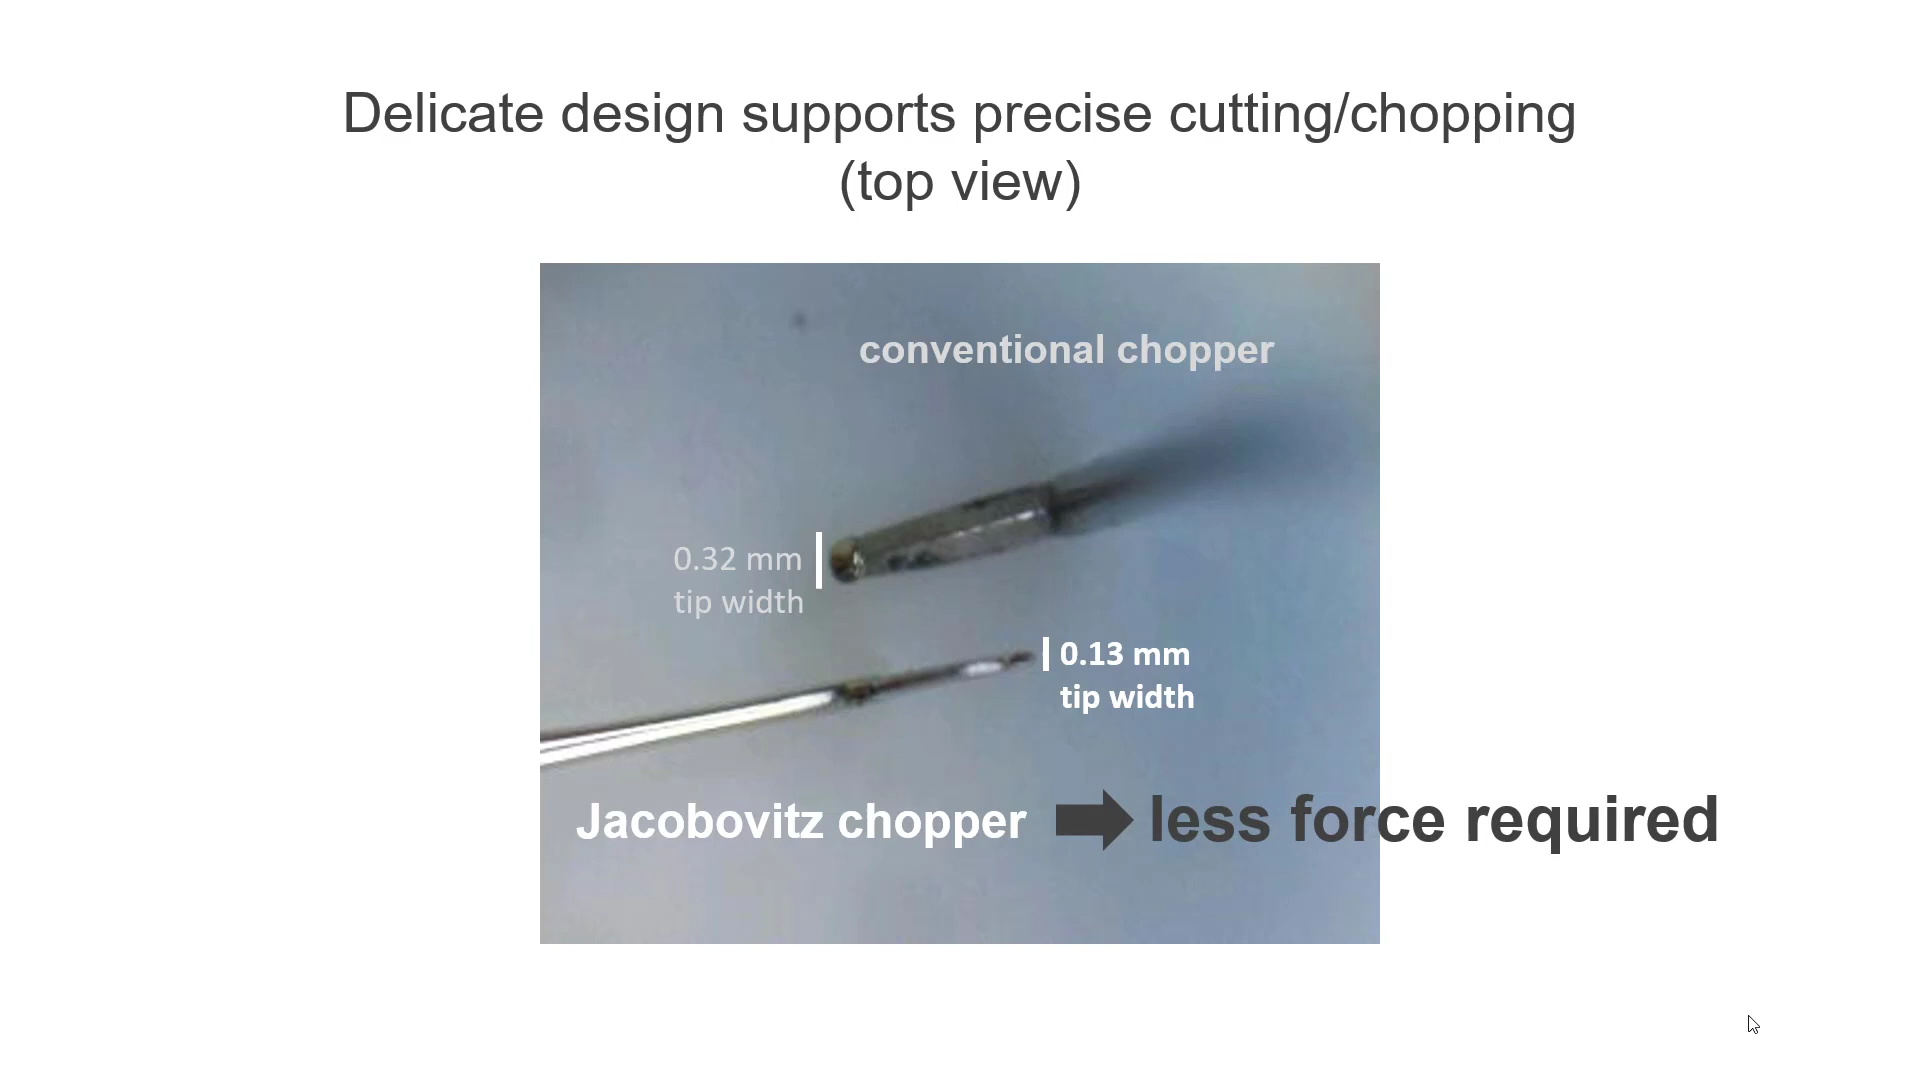 Delicate design supports precise cutting/chopping
(top view)
conventional chopper
0.32 mm
tip width
0.13 mm
tip width
Jacobovitz chopper
less force required